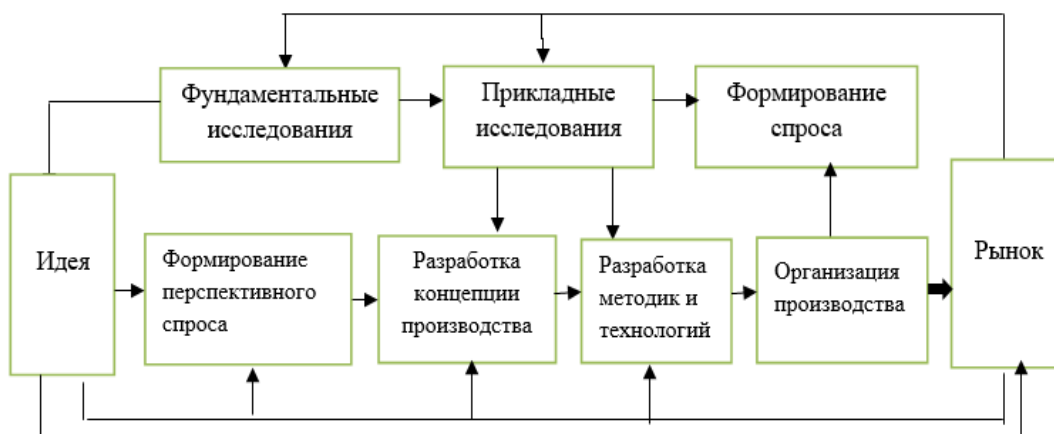 Фундаментальные
исследования
Прикладные
исследования
Формирование
спроса
Идея
Формирование
перспективного
спроса
Разработка
концепции
производства
Разработка
методик и
технологий
Организация
производства
Рынок